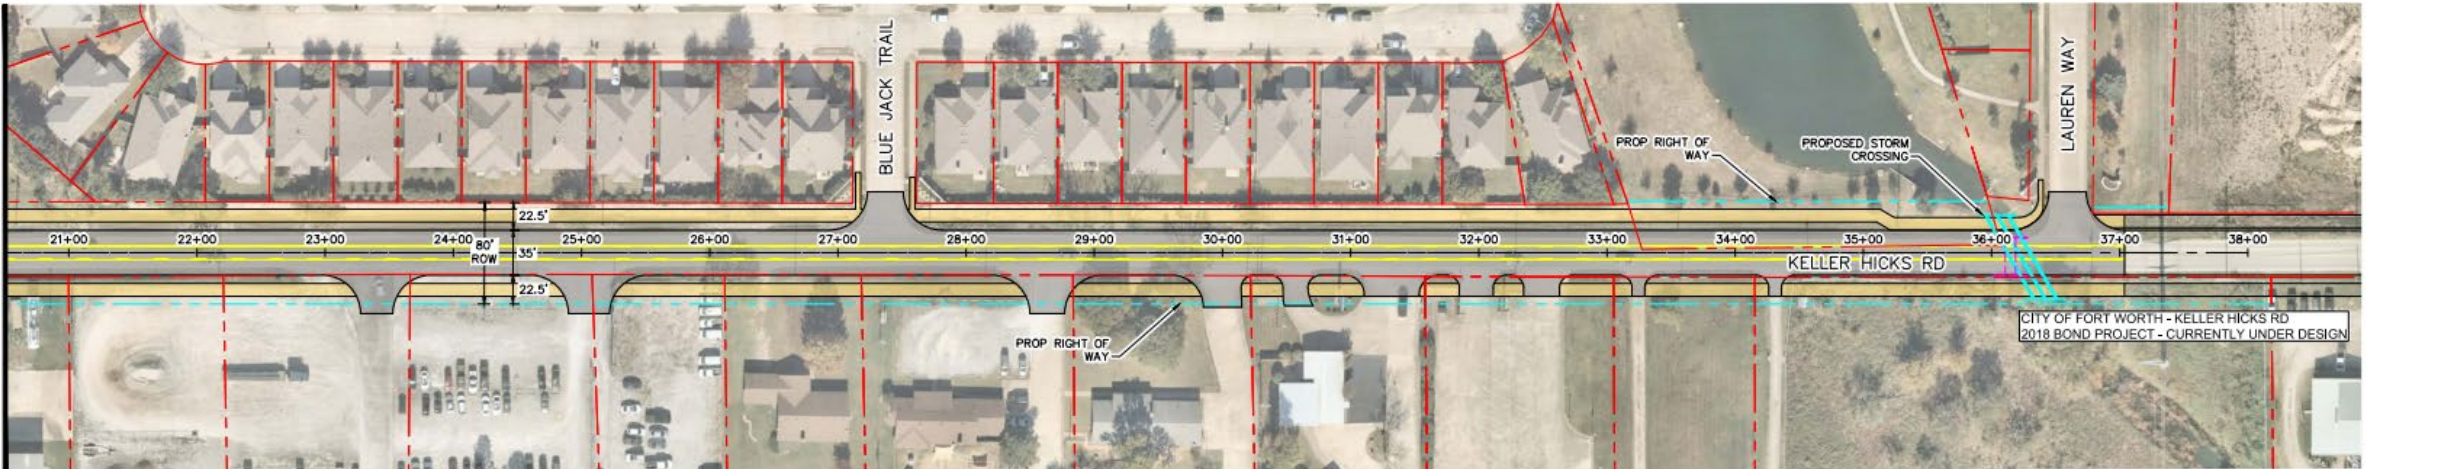 BLUE JACK TRAIL
LAUREN WAY
PROP RIGHT OF
WAY
PROPOSED STORM
CROSSING
22.5'
21+00 22+00 23+00 24+00 25+00 26+00 27+00 28+00 29+00 30+00 31+00 32+00 33+00 34+00 35+00 36+00 37+00 38+00
80'
ROW
35'
KELLER HICKS RD
22.5'
PROP RIGHT OF
WAY
CITY OF FORT WORTH - KELLER HICKS RD
2018 BOND PROJECT - CURRENTLY UNDER DESIGN